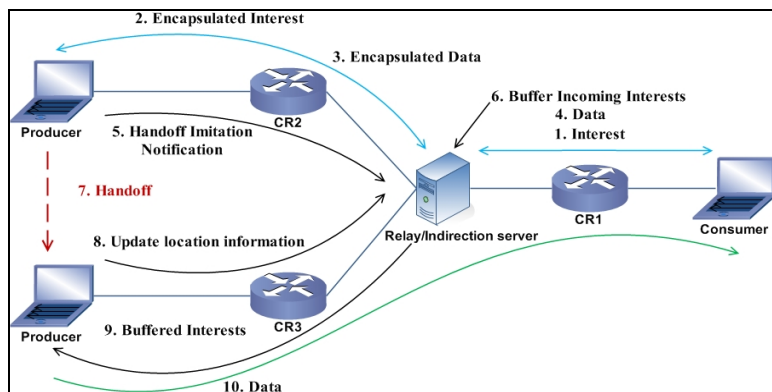 2. Encapsulated Interest
3. Encapsulated Data
6. Buffer Incoming Interests
4. Data
1. Interest
Producer
CR2
5. Handoff Imitation
Notification
7. Handoff
8. Update location information
Relay/Indirection server
CR1
Consumer
Producer
9. Buffered Interests
CR3
10. Data